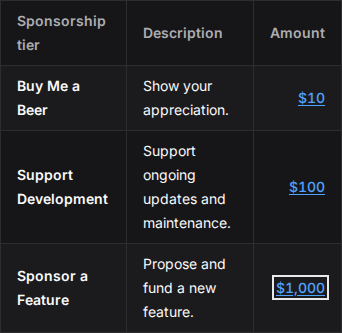 Sponsorship
tier
Description
Amount
Buy Me a
Beer
Show your
appreciation.
$10
Support
Development
Support
ongoing
updates and
maintenance.
$100
Sponsor a
Feature
Propose and
fund a new
feature.
$1,000